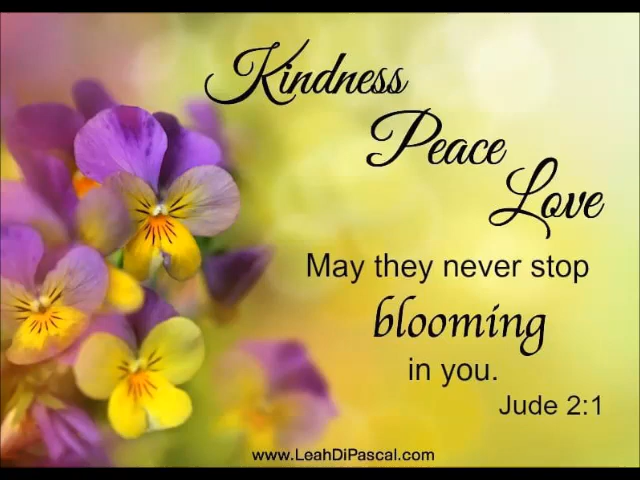 Kindness
Peace
Love
May they never stop
blooming
in you.
Jude 2:1
www.LeahDiPascal.com